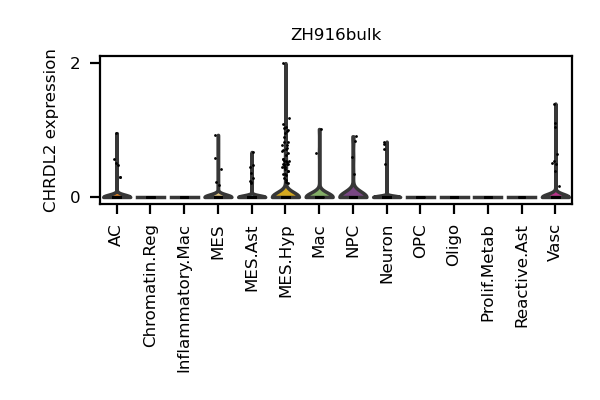 ZH916bulk
CHRDL2 expression
2
0
AC
Chromatin.Reg
Inflammatory.Mac
MES
MES.Ast
MES.Hyp
Mac
NPC
Neuron
OPC
Oligo
Prolif.Metab
Reactive.Ast
Vasc